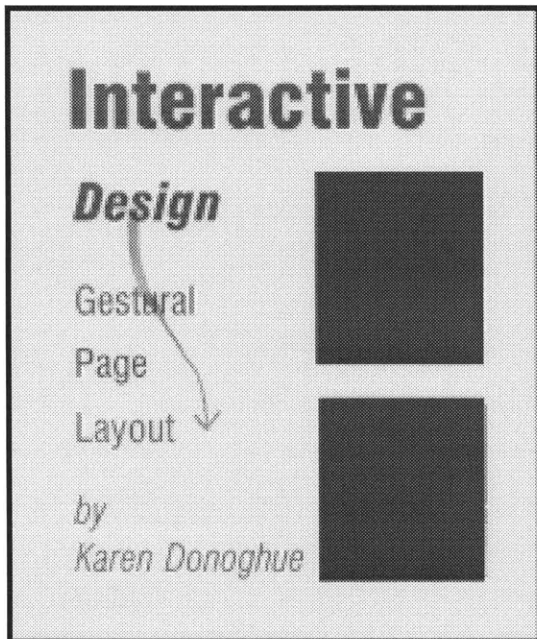 Interactive
Design
Gestural
Page
Layout
by
Karen Donoghue